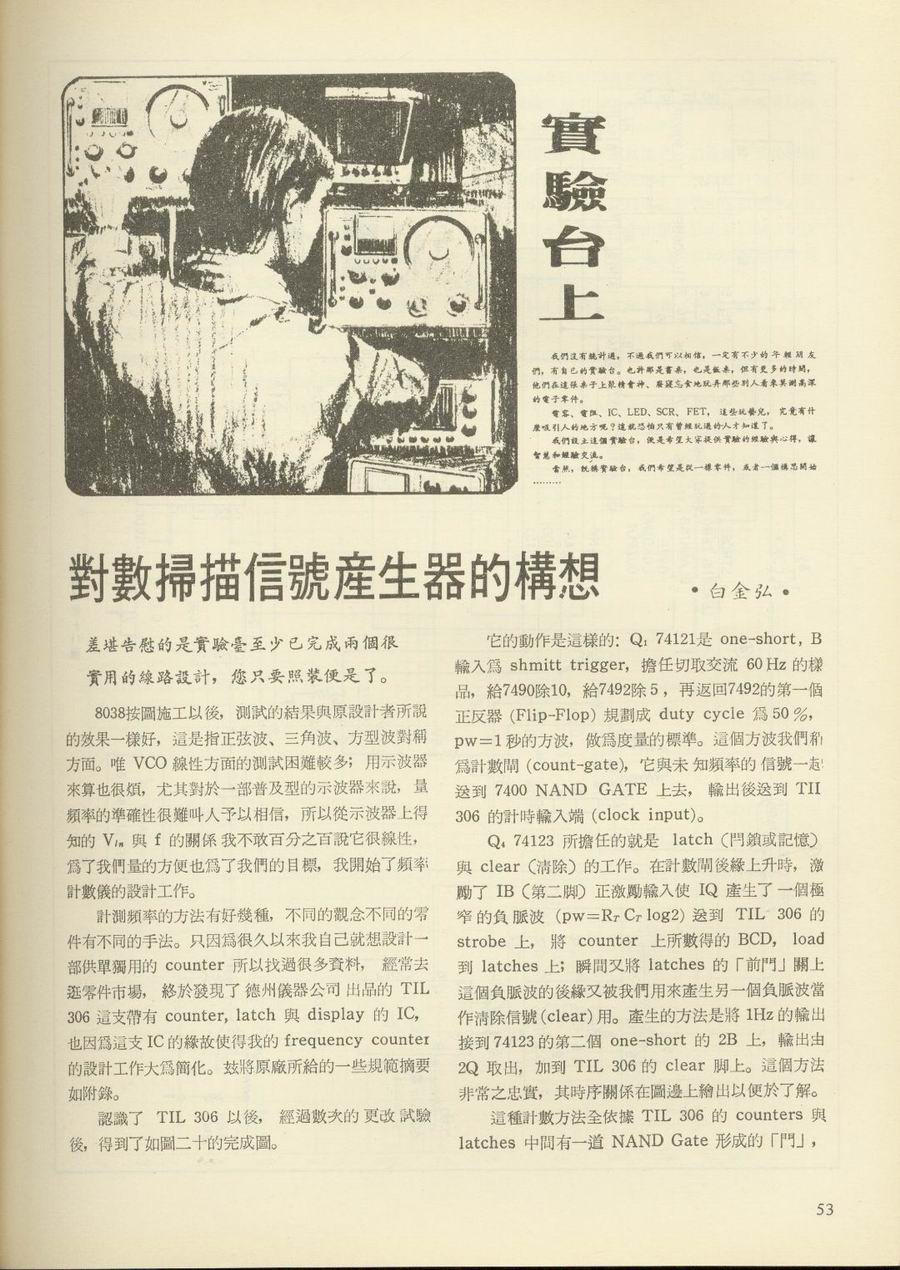 實驗台上
我們沒有統計過，不過我們可以相信，一定有不少的年輕朋友
們，有自己的實驗台。也許那是書桌，也是飯桌，但有更多的時間，
他們在這張桌子上聚精會神、廢寢忘食地玩弄那些別人看來莫測高深
的電子零件。
電容、電阻、IC、LED、SCR、FET，這些玩藝兒，究竟有什
麼吸引人的地方呢？這就恐怕只有曾經玩過的人才知道了。
我們設立這個實驗台，便是希望大家提供實驗的經驗與心得，讓
智慧和經驗交流。
當然，既稱實驗台，我們希望是從一樣零件，或者一個構思開始
………
對數掃描信號産生器的構想
•白金弘•
差堪告慰的是實驗臺至少已完成兩個很
實用的線路設計，您只要照裝便是了。
8038按圖施工以後，測試的結果與原設計者所說
的效果一樣好，這是指正弦波、三角波、方型波對稱
方面。唯 VCO 線性方面的測試困難較多；用示波器
來算也很煩，尤其對於一部普及型的示波器來說，量
頻率的準確性很難叫人予以相信，所以從示波器上得
知的 Vin 與 f 的關係我不敢百分之百說它很線性，
爲了我們量的方便也爲了我們的目標，我開始了頻率
計數儀的設計工作。
計測頻率的方法有好幾種，不同的觀念不同的零
件有不同的手法。只因爲很久以來我自己就想設計一
部供單獨用的 counter 所以找過很多資料，經常去
逛零件市場，終於發現了德州儀器公司出品的 TIL
306 這支帶有 counter, latch 與 display 的 IC，
也因爲這支 IC 的緣故使得我的 frequency counter
的設計工作大爲簡化。玆將原廠所給的一些規範摘要
如附錄。
認識了 TIL 306 以後，經過數次的更改試驗
後，得到了如圖二十的完成圖。
它的動作是這樣的：Q₁ 74121是 one-short, B
輸入爲 shmitt trigger，擔任切取交流 60Hz 的樣
品，給7490除10，給7492除5，再返回7492的第一個
正反器 (Flip-Flop) 規劃成 duty cycle 爲50%，
pw=1秒的方波，做爲度量的標準。這個方波我們稱
爲計數閘 (count-gate)，它與未知頻率的信號一起
送到 7400 NAND GATE 上去，輸出後送到 TIL
306 的計時輸入端 (clock input)。
Q₄ 74123 所擔任的就是 latch（閂鎖或記憶）
與 clear（淸除）的工作。在計數閘後緣上升時，激
勵了 IB（第二脚）正激勵輸入使 IQ 產生了一個極
窄的負脈波 (pw=RT CT log2) 送到 TIL 306 的
strobe 上，將 counter 上所數得的 BCD，load
到 latches 上；瞬間又將 latches 的「前門」關上
這個負脈波的後緣又被我們用來產生另一個負脈波當
作淸除信號(clear)用。產生的方法是將 1Hz 的輸出
接到 74123 的第二個 one-short 的 2B 上，輸出由
2Q 取出，加到 TIL 306 的 clear 脚上。這個方法
非常之忠實，其時序關係在圖邊上繪出以便於了解。
這種計數方法全依據 TIL 306 的 counters 與
latches 中間有一道 NAND Gate 形成的「門」，
53